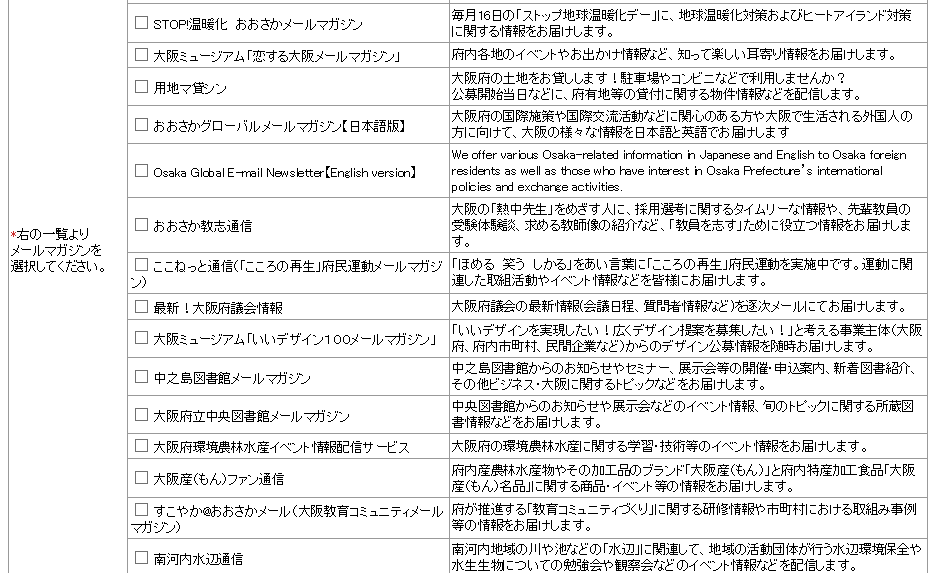 STOP!温暖化　おおさかメールマガジン
毎月16日の「ストップ地球温暖化デー」に、地球温暖化対策およびヒートアイランド対策
に関する情報をお届けします。
大阪ミュージアム「恋する大阪メールマガジン」
府内各地のイベントやお出かけ情報など、知って楽しい耳寄り情報をお届けします。
用地マ貸シン
大阪府の土地をお貸しします！駐車場やコンビニなどで利用しませんか？
公募開始当日などに、府有地等の貸付に関する物件情報などを配信します。
おおさかグローバルメールマガジン【日本語版】
大阪府の国際施策や国際交流活動などに関心のある方や大阪で生活される外国人の
方に向けて、大阪の様々な情報を日本語と英語でお届けします
Osaka Global E-mail Newsletter【English version】
We offer various Osaka-related information in Japanese and English to Osaka foreign
residents as well as those who have interest in Osaka Prefecture’s international
policies and exchange activities.
*右の一覧より
メールマガジンを
選択してください。
おおさか教志通信
大阪の「熱中先生」をめざす人に、採用選考に関するタイムリーな情報や、先輩教員の
受験体験談、求める教師像の紹介など、「教員を志す」ために役立つ情報をお届けしま
す。
ここねっと通信（「こころの再生」府民運動メールマガジ
ン）
「ほめる　笑う　しかる」をあい言葉に「こころの再生」府民運動を実施中です。運動に関
連した取組活動やイベント情報などを皆様にお届けします。
最新！大阪府議会情報
大阪府議会の最新情報（会議日程、質問者情報など）を逐次メールにてお届けします。
大阪ミュージアム「いいデザイン１００メールマガジン」
「いいデザインを実現したい！広くデザイン提案を募集したい！」と考える事業主体（大阪
府、府内市町村、民間企業など）からのデザイン公募情報を随時お届けします。
中之島図書館メールマガジン
中之島図書館からのお知らせやセミナー、展示会等の開催・申込案内、新着図書紹介、
その他ビジネス・大阪に関するトピックなどをお届けします。
大阪府立中央図書館メールマガジン
中央図書館からのお知らせや展示会などのイベント情報、旬のトピックに関する所蔵図
書情報などをお届けします。
大阪府環境農林水産イベント情報配信サービス
大阪府の環境農林水産に関する学習・技術等のイベント情報をお届けします。
大阪産（もん）ファン通信
府内産農林水産物やその加工品のブランド「大阪産（もん）」と府内特産加工食品「大阪
産（もん）名品」に関する商品・イベント等の情報をお届けします。
すこやか@おおさかメール（大阪教育コミュニティメール
マガジン）
府が推進する「教育コミュニティづくり」に関する研修情報や市町村における取組み事例
等の情報をお届けします。
南河内水辺通信
南河内地域の川や池などの「水辺」に関連して、地域の活動団体が行う水辺環境保全や
水生生物についての勉強会や観察会などのイベント情報などを配信します。